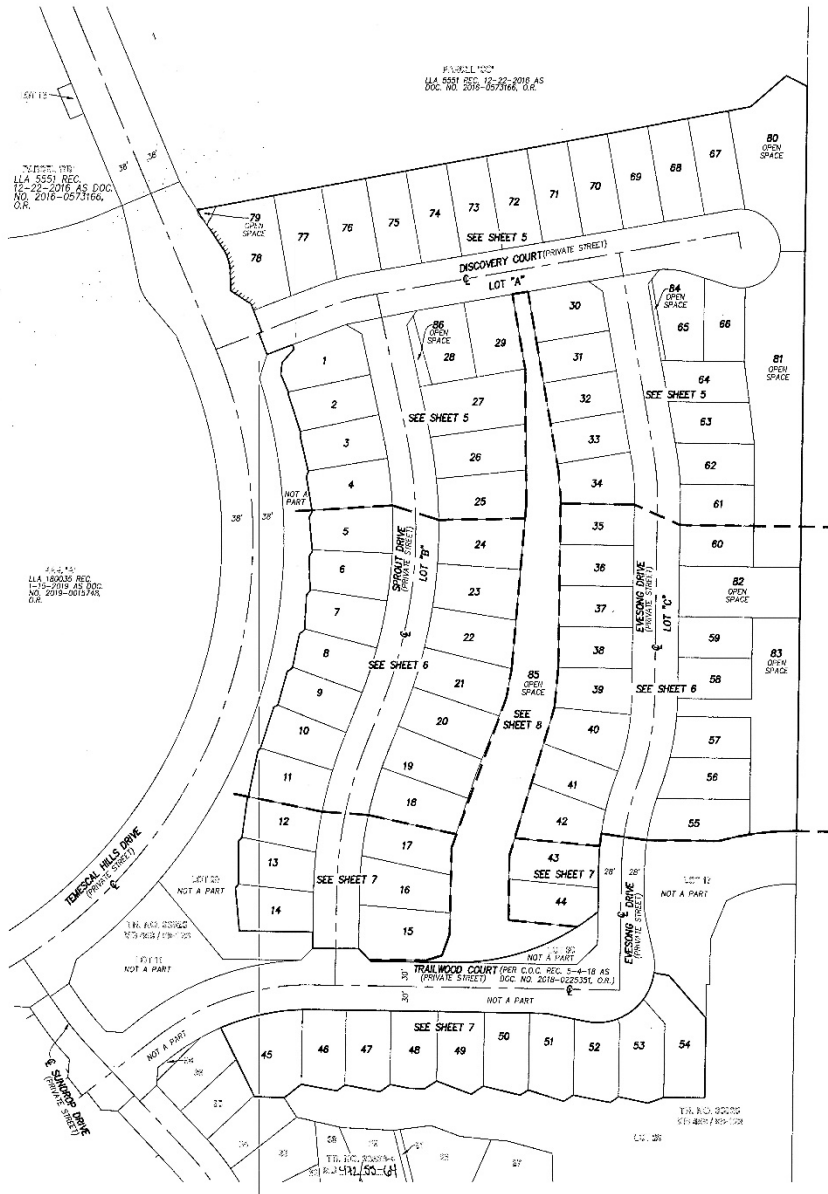 LLA 5551 REC. 12-22-2016 AS
DOC. NO. 2016-0573166, O.R.
38'
38'
LLA 5551 REC.
12-22-2016 AS DOC.
NO. 2016-0573166,
O.R.
80
OPEN
SPACE
67
68
69
70
71
72
73
74
75
76
77
78
79
OPEN
SPACE
SEE SHEET 5
DISCOVERY COURT (PRIVATE STREET)
LOT "A"
84
OPEN
SPACE
86
OPEN
SPACE
30
29
28
65
66
1
31
81
OPEN
SPACE
2
27
32
64
SEE SHEET 5
SEE SHEET 5
3
33
63
26
4
34
62
NOT A
PART
25
61
38'
38'
5
35
60
SPROUT DRIVE
(PRIVATE STREET)
LOT "B"
24
EVESONG DRIVE
(PRIVATE STREET)
LOT "C"
6
36
LLA 180036 REC.
1-15-2019 AS DOC.
NO. 2019-0015748,
O.R.
82
OPEN
SPACE
23
7
37
22
59
8
38
SEE SHEET 6
83
OPEN
SPACE
85
OPEN
SPACE
21
58
9
39
SEE SHEET 6
SEE
SHEET 8
20
10
40
57
19
11
41
56
18
12
42
55
TEMESCAL HILLS DRIVE
(PRIVATE STREET)
17
13
43
SEE SHEET 7
SEE SHEET 7
28'
28'
16
NOT A PART
NOT A PART
14
44
15
EVESONG DRIVE
(PRIVATE STREET)
NOT A PART
NOT A PART
30'
30'
TRAILWOOD COURT (PER C.O.C. REC. 5-4-18 AS
(PRIVATE STREET) DOC. NO. 2018-0225351, O.R.)
NOT A PART
SEE SHEET 7
NOT A PART
45
46
47
48
49
50
51
52
53
54
SUNDROP DRIVE
(PRIVATE STREET)